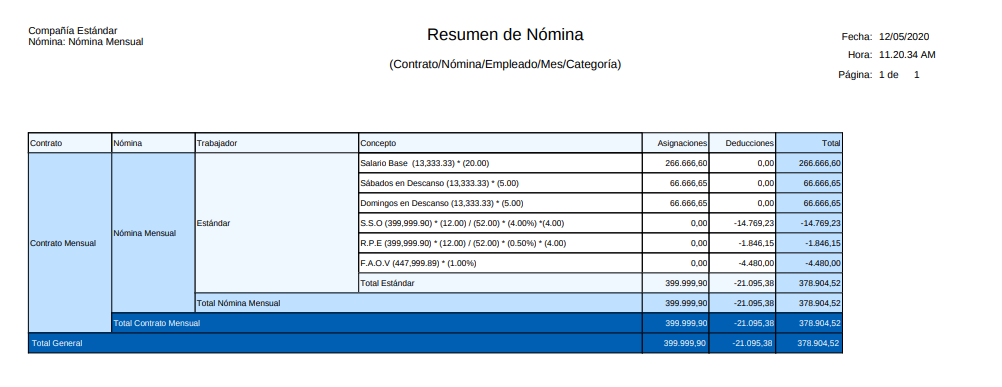 Compañía Estándar
Nómina: Nómina Mensual
Resumen de Nómina
(Contrato/Nómina/Empleado/Mes/Categoría)
Fecha: 12/05/2020
Hora: 11.20.34 AM
Página: 1 de 1
Contrato Nómina Trabajador Concepto Asignaciones Deducciones Total
Salario Base (13,333.33) * (20.00) 266.666,60 0,00 266.666,60
Sábados en Descanso (13,333.33) * (5.00) 66.666,65 0,00 66.666,65
Domingos en Descanso (13,333.33) * (5.00) 66.666,65 0,00 66.666,65
Estándar S.S.O (399,999.90) * (12.00) / (52.00) * (4.00%) *(4.00) 0,00 -14.769,23 -14.769,23
Contrato Mensual Nómina Mensual R.P.E (399,999.90) * (12.00) / (52.00) * (0.50%) * (4.00) 0,00 -1.846,15 -1.846,15
F.A.O.V (447,999.89) * (1.00%) 0,00 -4.480,00 -4.480,00
Total Estándar 399.999,90 -21.095,38 378.904,52
Total Nómina Mensual 399.999,90 -21.095,38 378.904,52
Total Contrato Mensual 399.999,90 -21.095,38 378.904,52
Total General 399.999,90 -21.095,38 378.904,52